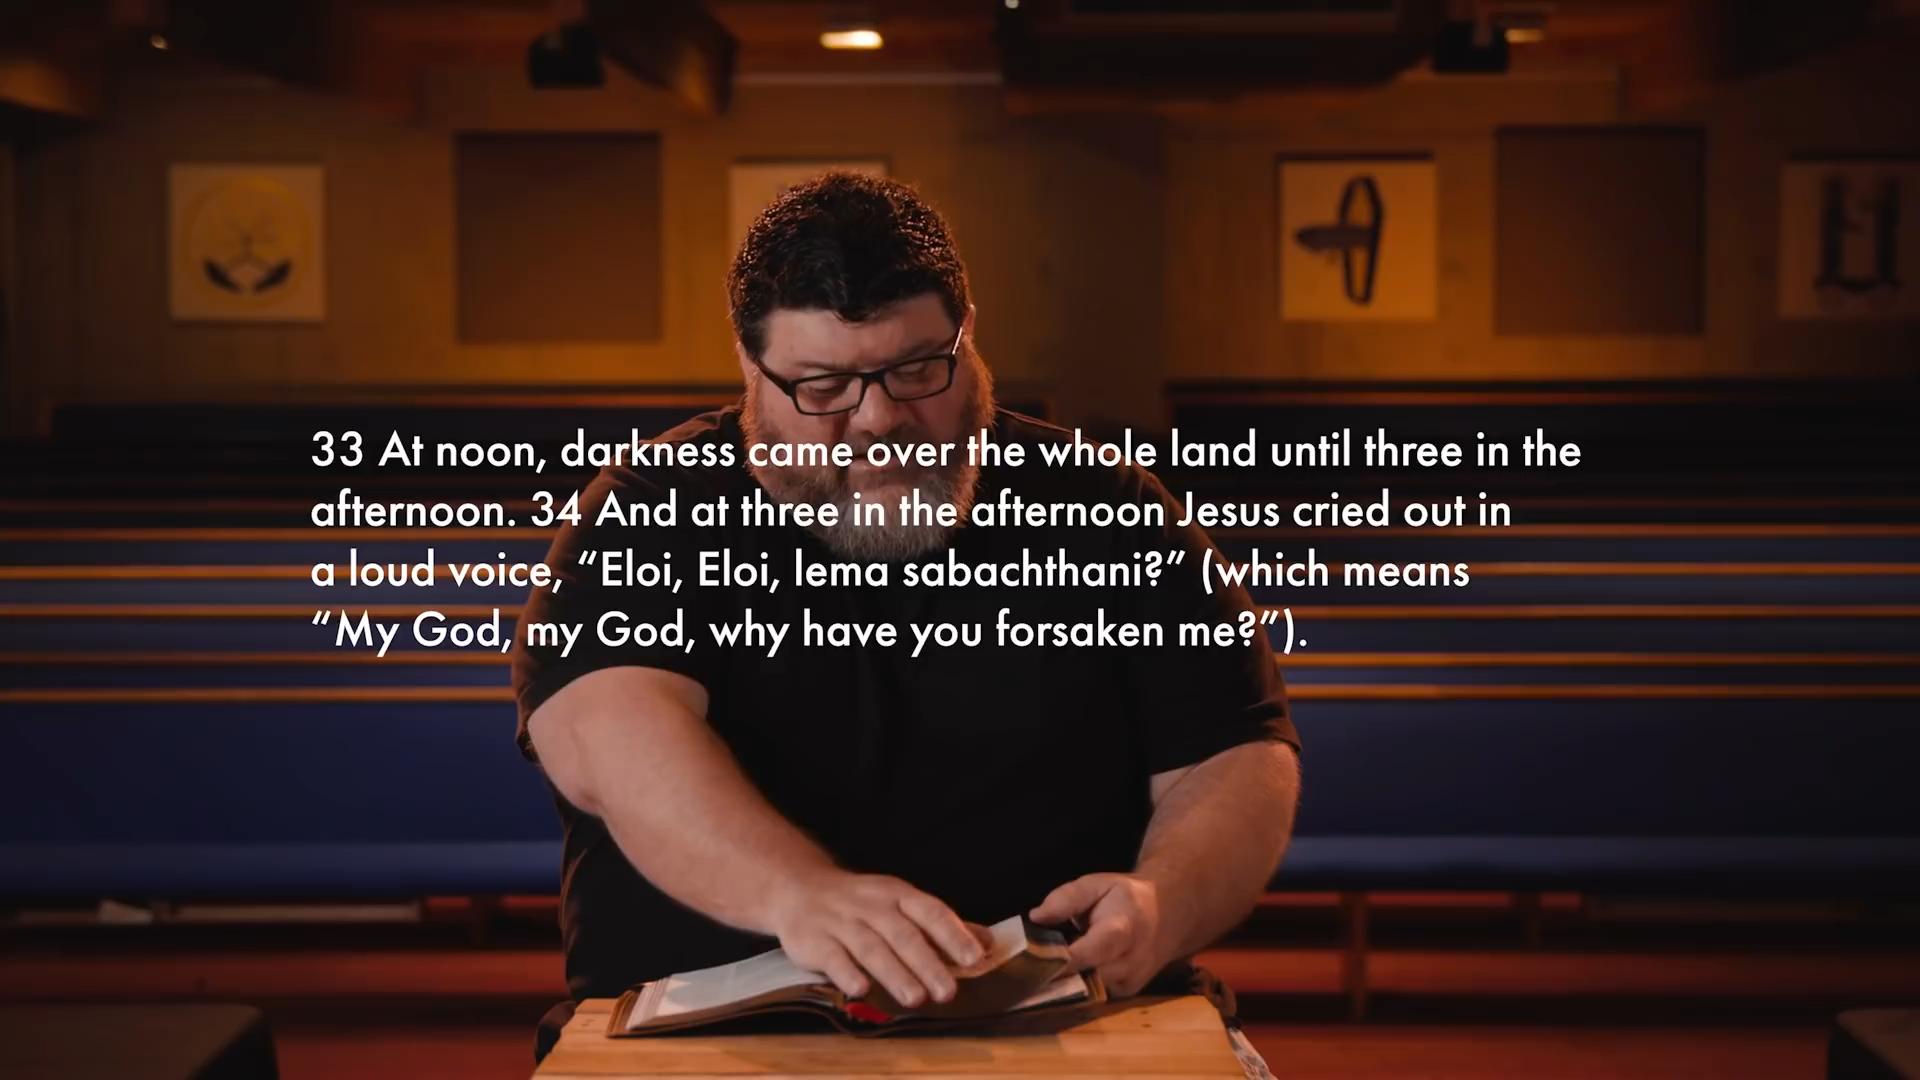 33 At noon, darkness came over the whole land until three in the
afternoon. 34 And at three in the afternoon Jesus cried out in
a loud voice, “Eloi, Eloi, lema sabachthani?” (which means
“My God, my God, why have you forsaken me?”).